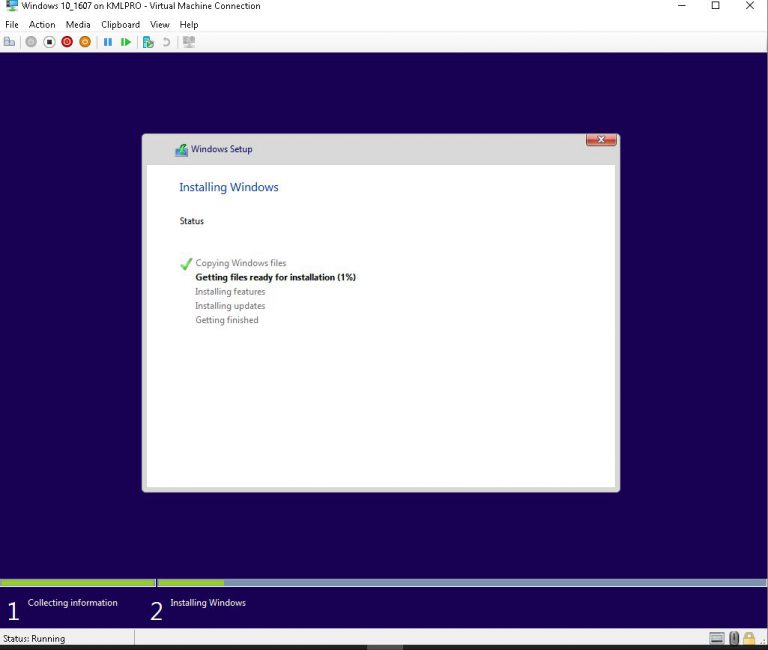 Windows 10_1607 on KMLPRO - Virtual Machine Connection
File Action Media Clipboard View Help
Windows Setup
Installing Windows
Status
Copying Windows files
Getting files ready for installation (1%)
Installing features
Installing updates
Getting finished
1 Collecting information 2 Installing Windows
Status: Running